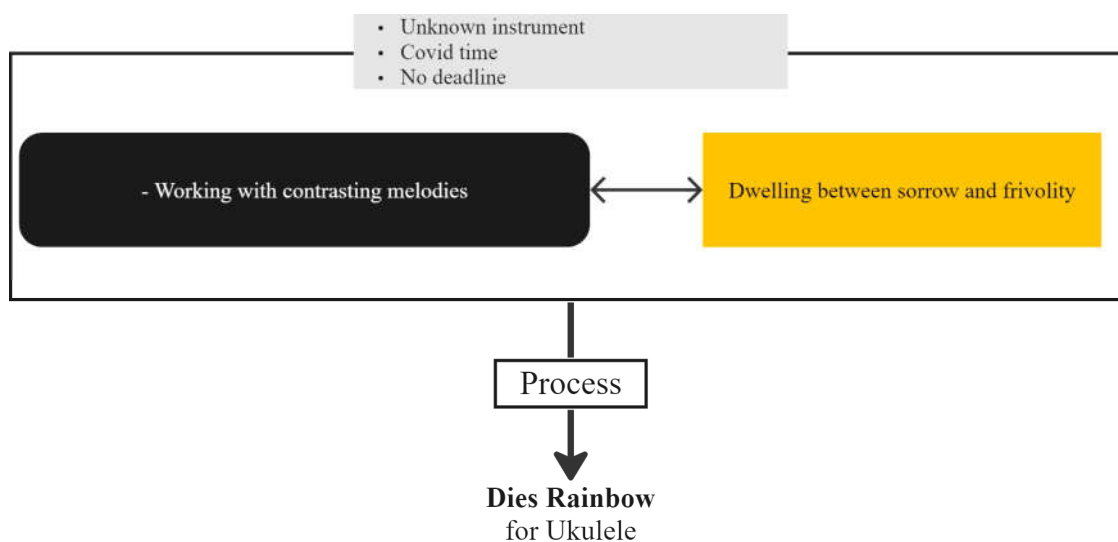 • Unknown instrument
• Covid time
• No deadline
- Working with contrasting melodies
Dwelling between sorrow and frivolity
Process
Dies Rainbow
for Ukulele